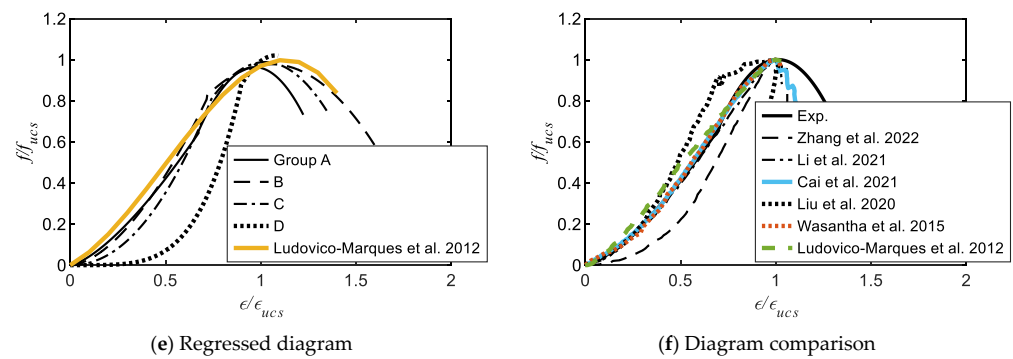 1.2
1
0.8
0.6
0.4
0.2
0
f/f_ucs
0 0.5 1 1.5 2
ϵ/ϵ_ucs
Group A
B
C
D
Ludovico-Marques et al. 2012
(e) Regressed diagram
1.2
1
0.8
0.6
0.4
0.2
0
f/f_ucs
0 0.5 1 1.5 2
ϵ/ϵ_ucs
Exp.
Zhang et al. 2022
Li et al. 2021
Cai et al. 2021
Liu et al. 2020
Wasantha et al. 2015
Ludovico-Marques et al. 2012
(f) Diagram comparison